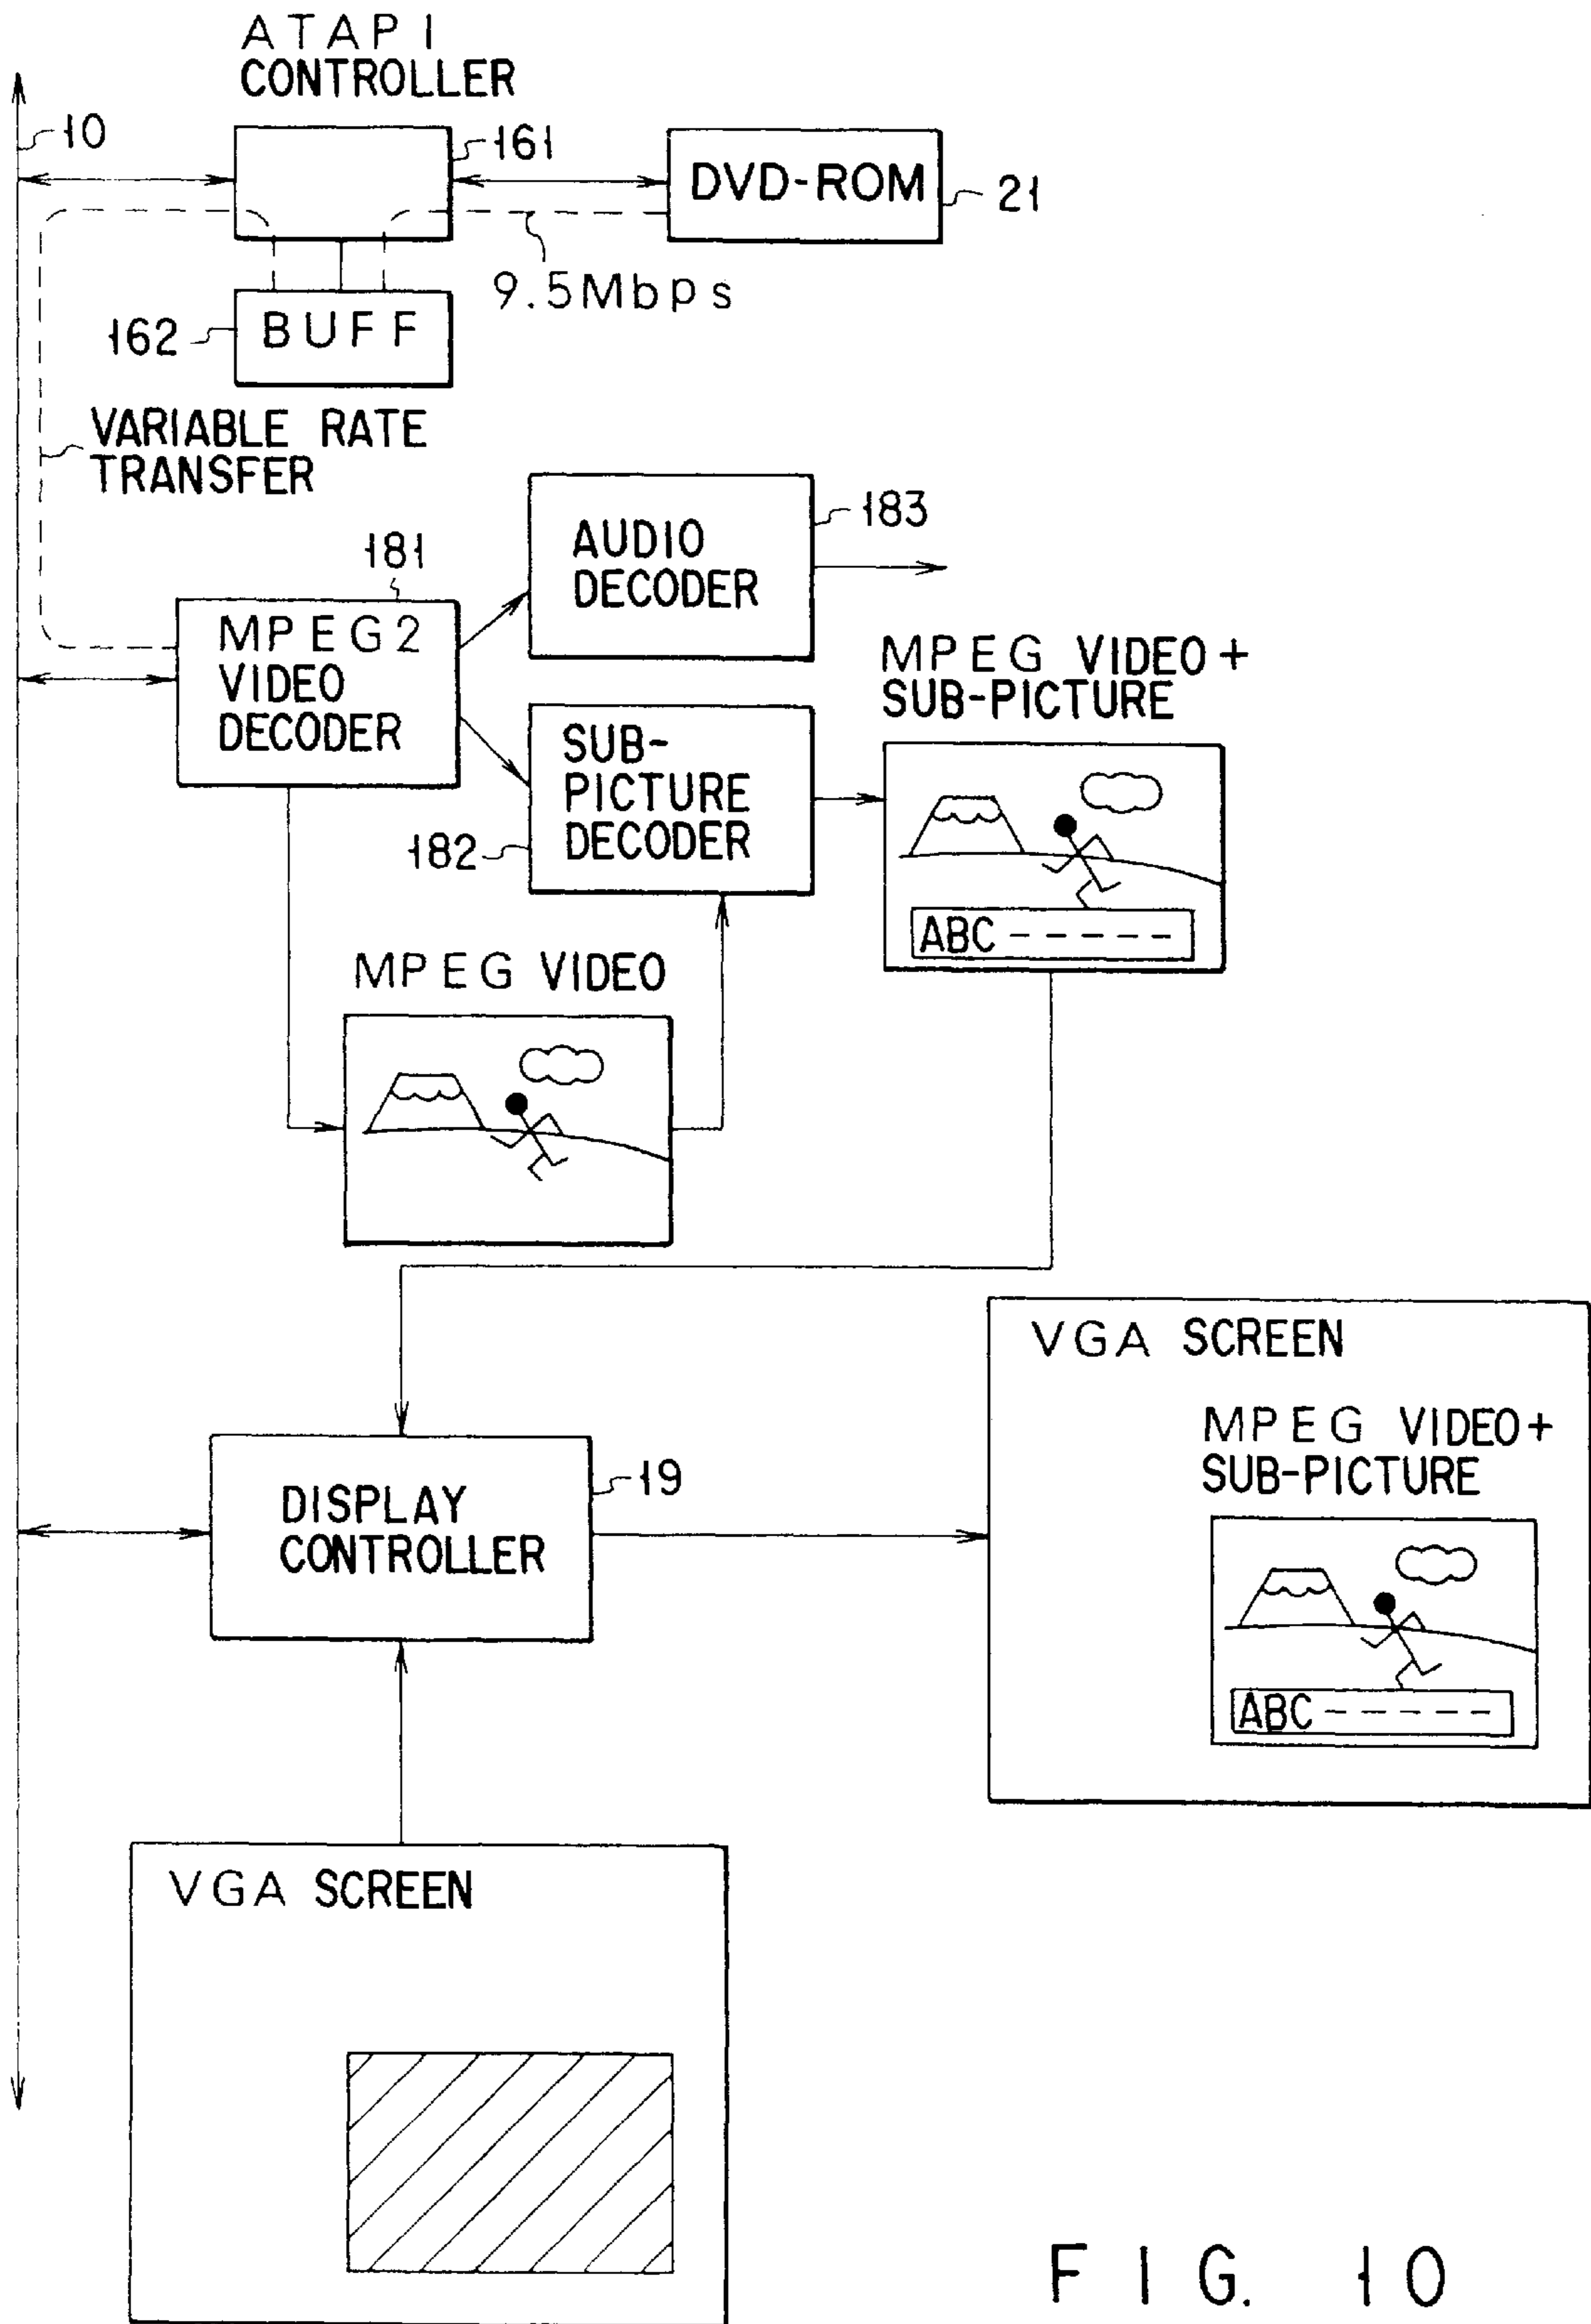 ATAPI
CONTROLLER
10
161
DVD-ROM
21
9.5Mbps
162
BUFF
VARIABLE RATE
TRANSFER
181
MPEG2
VIDEO
DECODER
AUDIO
DECODER
183
SUB-
PICTURE
DECODER
182
MPEG VIDEO+
SUB-PICTURE
ABC -----
MPEG VIDEO
DISPLAY
CONTROLLER
19
VGA SCREEN
MPEG VIDEO+
SUB-PICTURE
ABC ------
VGA SCREEN
FIG. 10